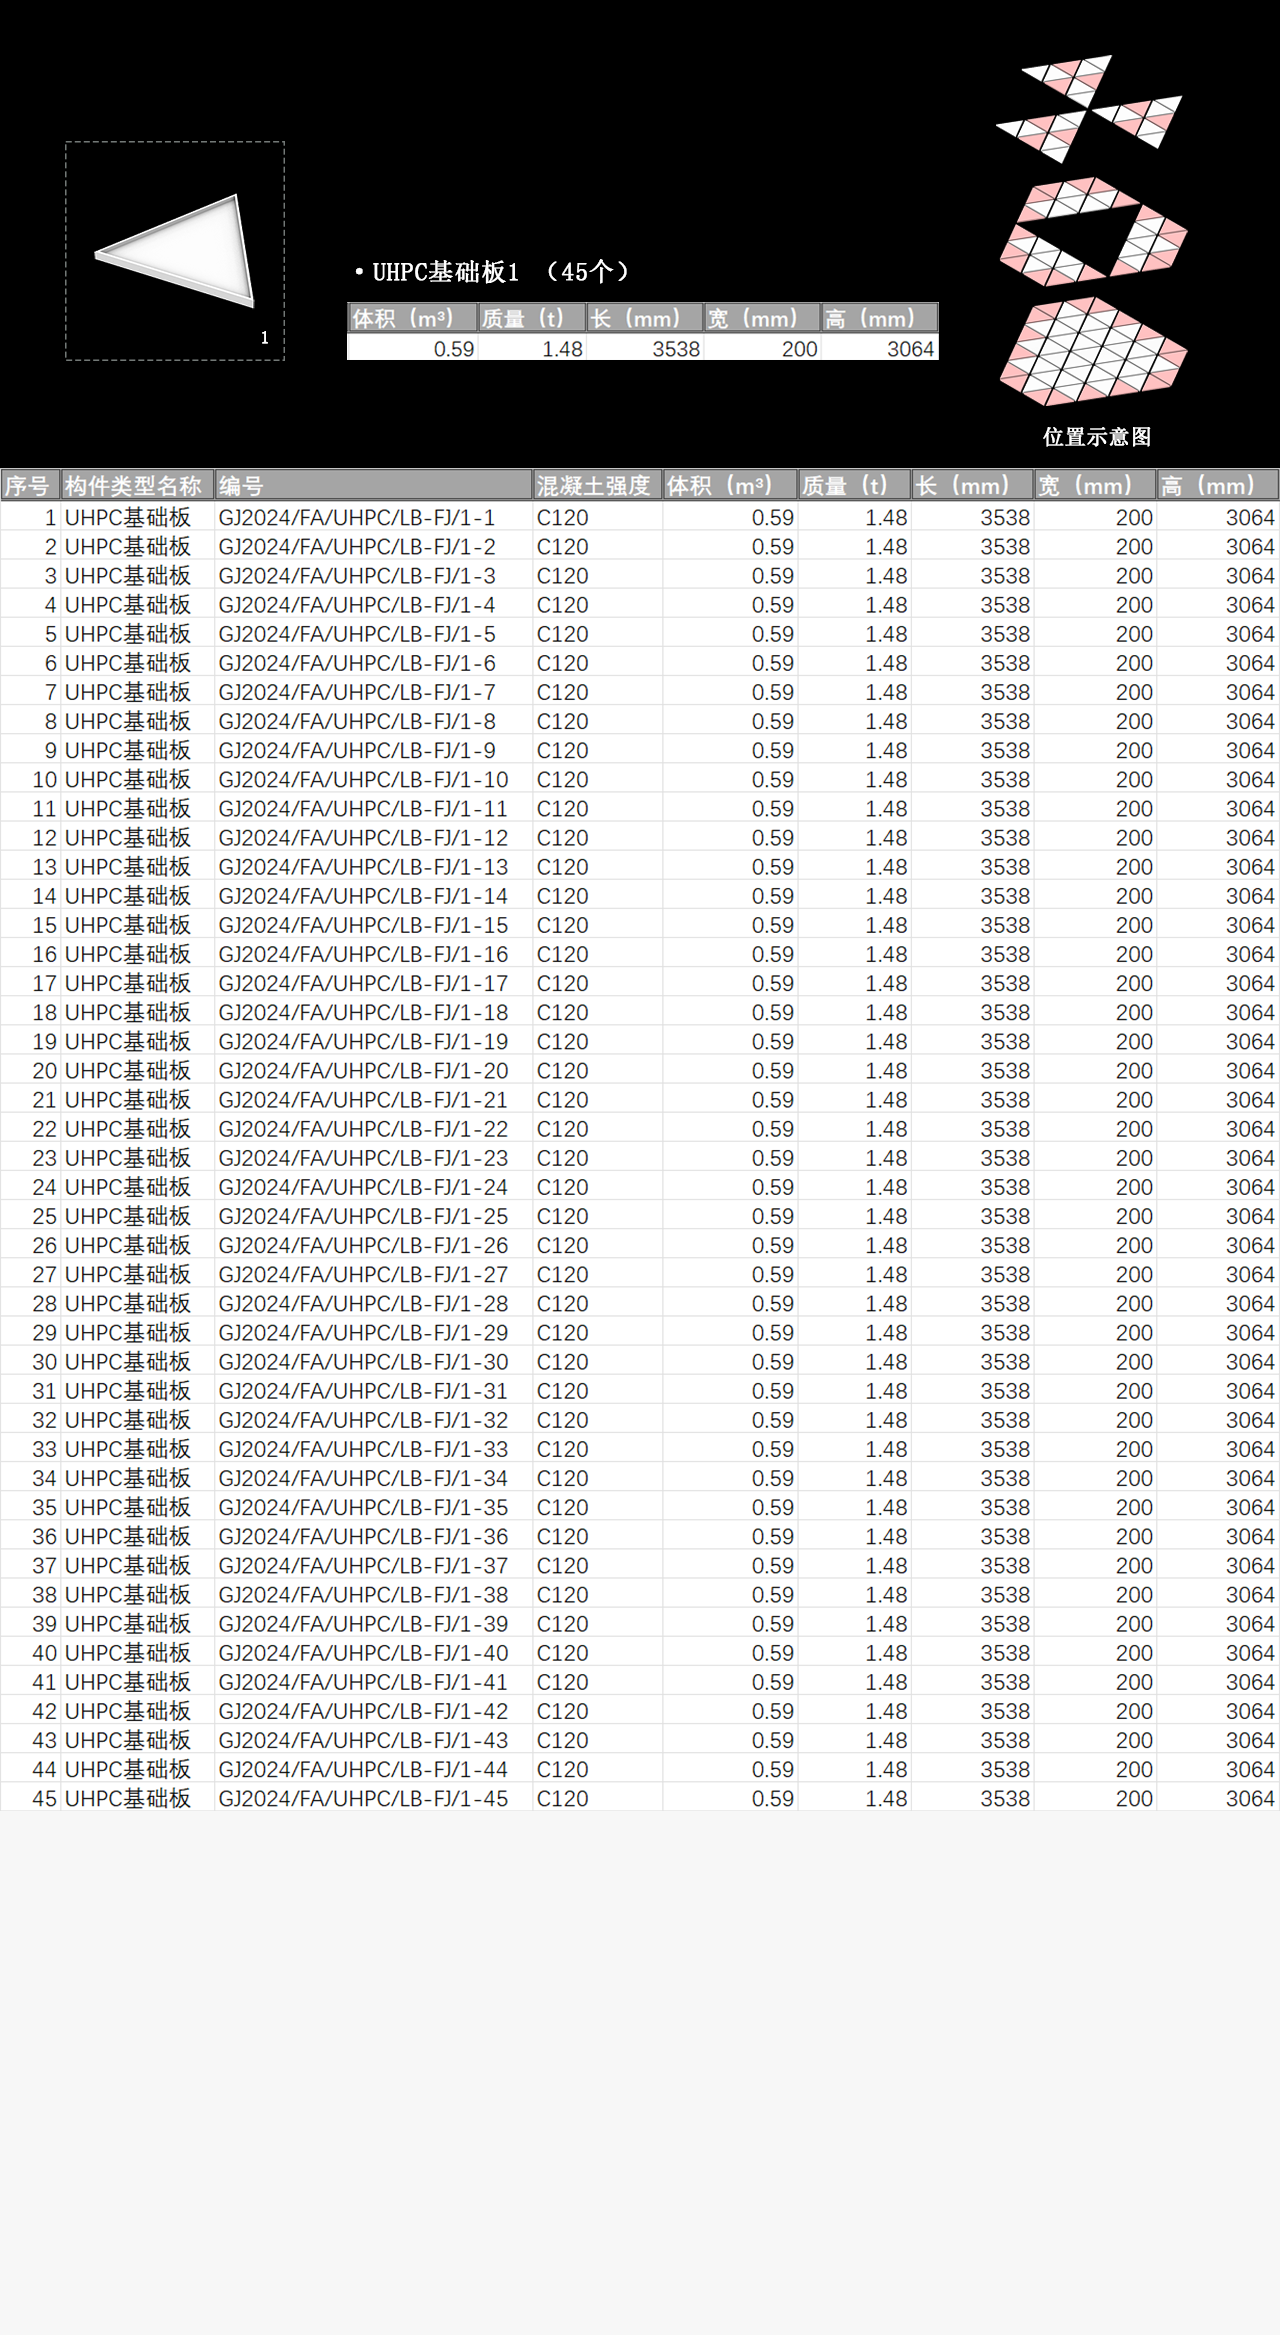 1
• UHPC基础板1 （45个）
体积（m³） 质量（t） 长（mm） 宽（mm） 高（mm）
0.59 1.48 3538 200 3064
位置示意图
序号 构件类型名称 编号 混凝土强度 体积（m³） 质量（t） 长（mm） 宽（mm） 高（mm）
1 UHPC基础板 GJ2024/FA/UHPC/LB-FJ/1-1 C120 0.59 1.48 3538 200 3064
2 UHPC基础板 GJ2024/FA/UHPC/LB-FJ/1-2 C120 0.59 1.48 3538 200 3064
3 UHPC基础板 GJ2024/FA/UHPC/LB-FJ/1-3 C120 0.59 1.48 3538 200 3064
4 UHPC基础板 GJ2024/FA/UHPC/LB-FJ/1-4 C120 0.59 1.48 3538 200 3064
5 UHPC基础板 GJ2024/FA/UHPC/LB-FJ/1-5 C120 0.59 1.48 3538 200 3064
6 UHPC基础板 GJ2024/FA/UHPC/LB-FJ/1-6 C120 0.59 1.48 3538 200 3064
7 UHPC基础板 GJ2024/FA/UHPC/LB-FJ/1-7 C120 0.59 1.48 3538 200 3064
8 UHPC基础板 GJ2024/FA/UHPC/LB-FJ/1-8 C120 0.59 1.48 3538 200 3064
9 UHPC基础板 GJ2024/FA/UHPC/LB-FJ/1-9 C120 0.59 1.48 3538 200 3064
10 UHPC基础板 GJ2024/FA/UHPC/LB-FJ/1-10 C120 0.59 1.48 3538 200 3064
11 UHPC基础板 GJ2024/FA/UHPC/LB-FJ/1-11 C120 0.59 1.48 3538 200 3064
12 UHPC基础板 GJ2024/FA/UHPC/LB-FJ/1-12 C120 0.59 1.48 3538 200 3064
13 UHPC基础板 GJ2024/FA/UHPC/LB-FJ/1-13 C120 0.59 1.48 3538 200 3064
14 UHPC基础板 GJ2024/FA/UHPC/LB-FJ/1-14 C120 0.59 1.48 3538 200 3064
15 UHPC基础板 GJ2024/FA/UHPC/LB-FJ/1-15 C120 0.59 1.48 3538 200 3064
16 UHPC基础板 GJ2024/FA/UHPC/LB-FJ/1-16 C120 0.59 1.48 3538 200 3064
17 UHPC基础板 GJ2024/FA/UHPC/LB-FJ/1-17 C120 0.59 1.48 3538 200 3064
18 UHPC基础板 GJ2024/FA/UHPC/LB-FJ/1-18 C120 0.59 1.48 3538 200 3064
19 UHPC基础板 GJ2024/FA/UHPC/LB-FJ/1-19 C120 0.59 1.48 3538 200 3064
20 UHPC基础板 GJ2024/FA/UHPC/LB-FJ/1-20 C120 0.59 1.48 3538 200 3064
21 UHPC基础板 GJ2024/FA/UHPC/LB-FJ/1-21 C120 0.59 1.48 3538 200 3064
22 UHPC基础板 GJ2024/FA/UHPC/LB-FJ/1-22 C120 0.59 1.48 3538 200 3064
23 UHPC基础板 GJ2024/FA/UHPC/LB-FJ/1-23 C120 0.59 1.48 3538 200 3064
24 UHPC基础板 GJ2024/FA/UHPC/LB-FJ/1-24 C120 0.59 1.48 3538 200 3064
25 UHPC基础板 GJ2024/FA/UHPC/LB-FJ/1-25 C120 0.59 1.48 3538 200 3064
26 UHPC基础板 GJ2024/FA/UHPC/LB-FJ/1-26 C120 0.59 1.48 3538 200 3064
27 UHPC基础板 GJ2024/FA/UHPC/LB-FJ/1-27 C120 0.59 1.48 3538 200 3064
28 UHPC基础板 GJ2024/FA/UHPC/LB-FJ/1-28 C120 0.59 1.48 3538 200 3064
29 UHPC基础板 GJ2024/FA/UHPC/LB-FJ/1-29 C120 0.59 1.48 3538 200 3064
30 UHPC基础板 GJ2024/FA/UHPC/LB-FJ/1-30 C120 0.59 1.48 3538 200 3064
31 UHPC基础板 GJ2024/FA/UHPC/LB-FJ/1-31 C120 0.59 1.48 3538 200 3064
32 UHPC基础板 GJ2024/FA/UHPC/LB-FJ/1-32 C120 0.59 1.48 3538 200 3064
33 UHPC基础板 GJ2024/FA/UHPC/LB-FJ/1-33 C120 0.59 1.48 3538 200 3064
34 UHPC基础板 GJ2024/FA/UHPC/LB-FJ/1-34 C120 0.59 1.48 3538 200 3064
35 UHPC基础板 GJ2024/FA/UHPC/LB-FJ/1-35 C120 0.59 1.48 3538 200 3064
36 UHPC基础板 GJ2024/FA/UHPC/LB-FJ/1-36 C120 0.59 1.48 3538 200 3064
37 UHPC基础板 GJ2024/FA/UHPC/LB-FJ/1-37 C120 0.59 1.48 3538 200 3064
38 UHPC基础板 GJ2024/FA/UHPC/LB-FJ/1-38 C120 0.59 1.48 3538 200 3064
39 UHPC基础板 GJ2024/FA/UHPC/LB-FJ/1-39 C120 0.59 1.48 3538 200 3064
40 UHPC基础板 GJ2024/FA/UHPC/LB-FJ/1-40 C120 0.59 1.48 3538 200 3064
41 UHPC基础板 GJ2024/FA/UHPC/LB-FJ/1-41 C120 0.59 1.48 3538 200 3064
42 UHPC基础板 GJ2024/FA/UHPC/LB-FJ/1-42 C120 0.59 1.48 3538 200 3064
43 UHPC基础板 GJ2024/FA/UHPC/LB-FJ/1-43 C120 0.59 1.48 3538 200 3064
44 UHPC基础板 GJ2024/FA/UHPC/LB-FJ/1-44 C120 0.59 1.48 3538 200 3064
45 UHPC基础板 GJ2024/FA/UHPC/LB-FJ/1-45 C120 0.59 1.48 3538 200 3064